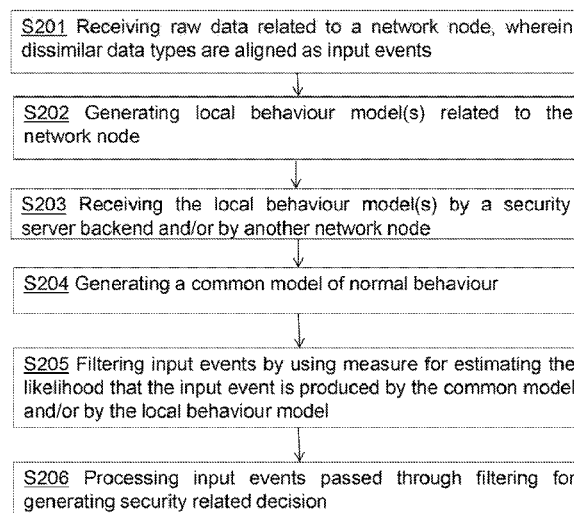 S201 Receiving raw data related to a network node, wherein
dissimilar data types are aligned as input events
S202 Generating local behaviour model(s) related to the
network node
S203 Receiving the local behaviour model(s) by a security
server backend and/or by another network node
S204 Generating a common model of normal behaviour
S205 Filtering input events by using measure for estimating the
likelihood that the input event is produced by the common model
and/or by the local behaviour model
S206 Processing input events passed through filtering for
generating security related decision